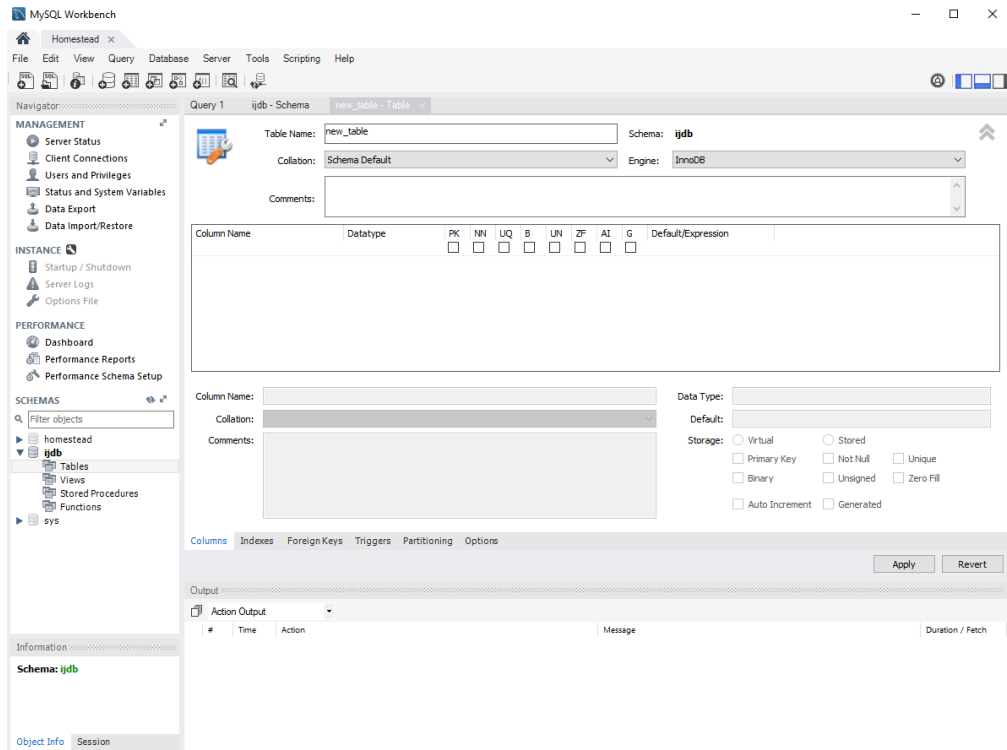 MySQL Workbench
Homestead
File Edit View Query Database Server Tools Scripting Help
Navigator
MANAGEMENT
Server Status
Client Connections
Users and Privileges
Status and System Variables
Data Export
Data Import/Restore
INSTANCE
Startup / Shutdown
Server Logs
Options File
PERFORMANCE
Dashboard
Performance Reports
Performance Schema Setup
SCHEMAS
Filter objects
homestead
ijdb
Tables
Views
Stored Procedures
Functions
sys
Information
Schema: ijdb
Object Info Session
Query 1 ijdb - Schema new_table - Table
Table Name: new_table Schema: ijdb
Collation: Schema Default Engine: InnoDB
Comments:
Column Name Datatype PK NN UQ B UN ZF AI G Default/Expression
Column Name: Data Type:
Collation: Default:
Comments: Storage: Virtual Stored
Primary Key Not Null Unique
Binary Unsigned Zero Fill
Auto Increment Generated
Columns Indexes Foreign Keys Triggers Partitioning Options
Apply Revert
Output
Action Output
# Time Action Message Duration / Fetch